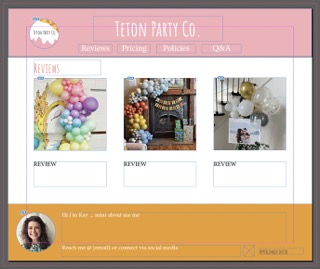 TETON PARTY CO.
TETON PARTY CO.
Reviews Pricing Policies Q&A
REVIEWS
REVIEW REVIEW REVIEW
Hi I'm Kay ... mini about me me
Reach me @ (email) or connect via social media